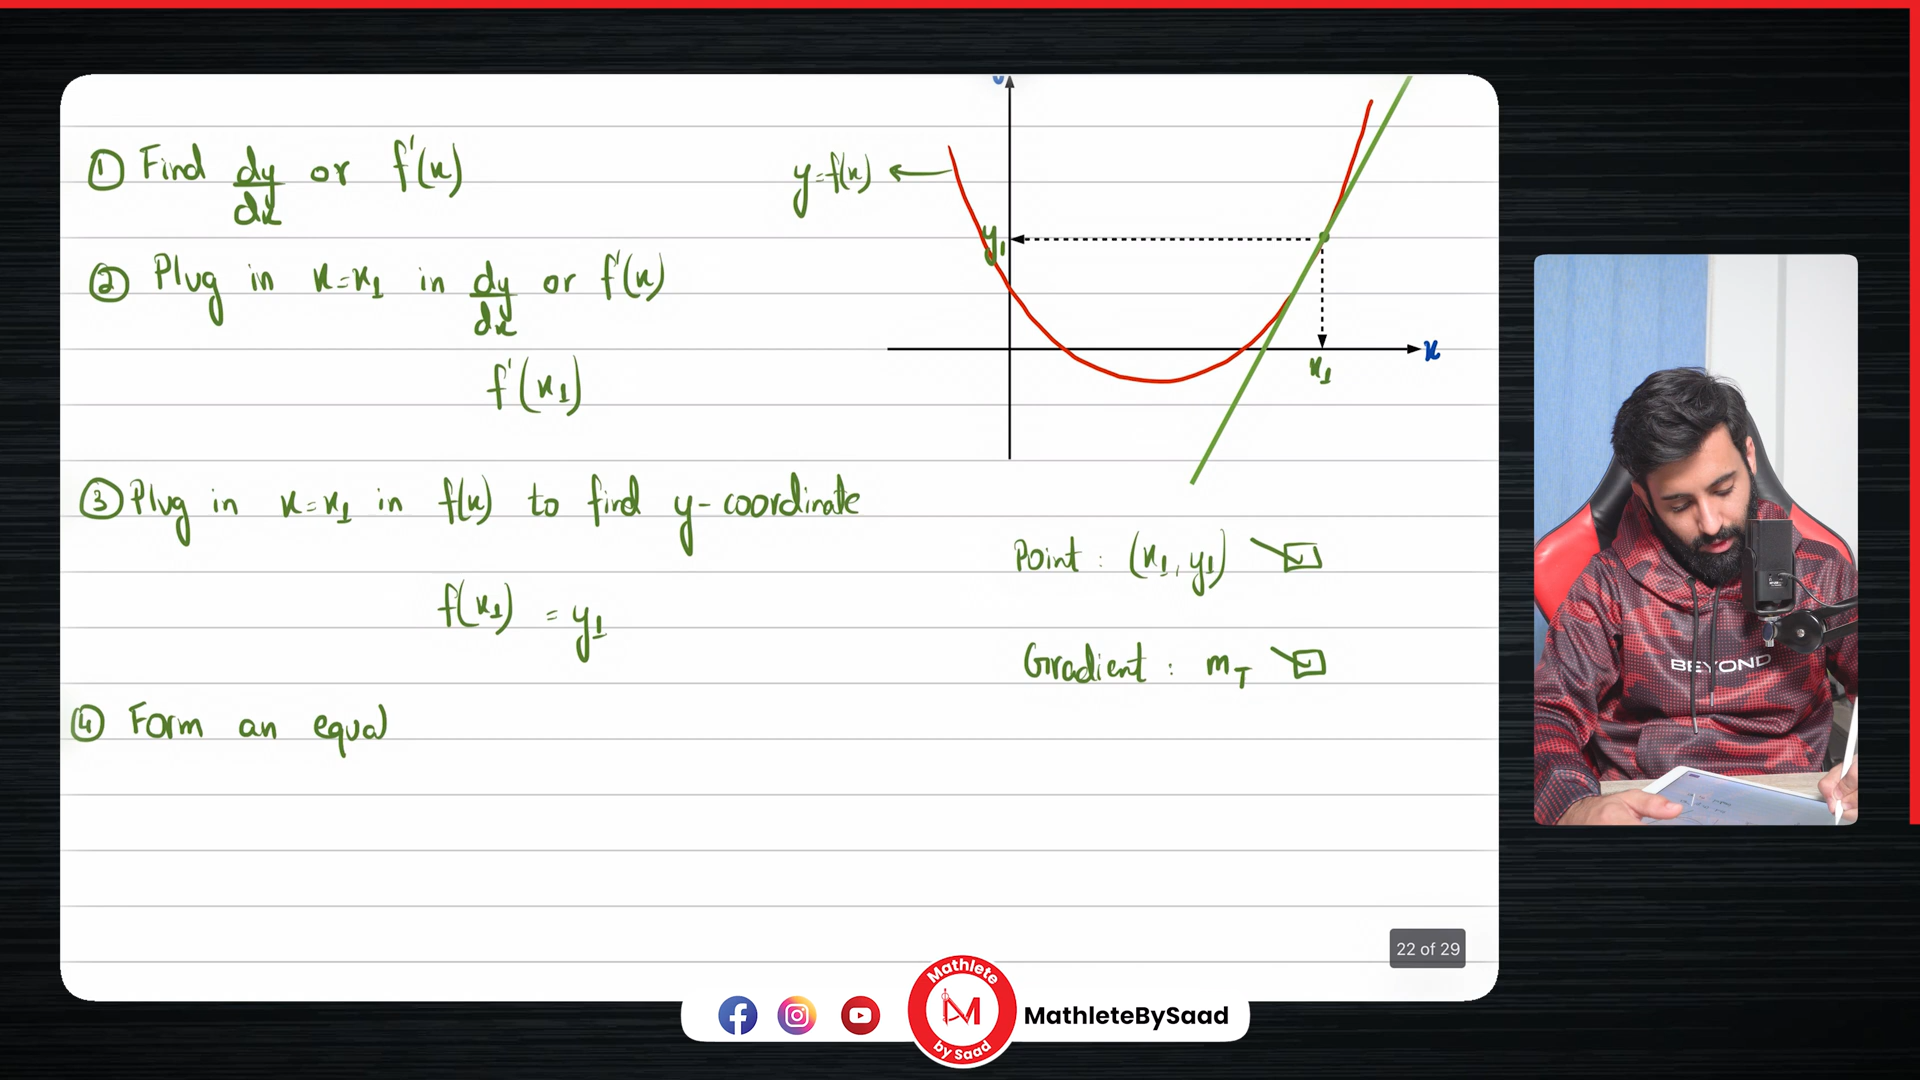 ① Find dy/dx or f'(x)
② Plug in x=x₁ in dy/dx or f'(x)
f'(x₁)
③ Plug in x=x₁ in f(x) to find y-coordinate
f(x₁) = y₁
④ Form an equal
y=f(x)
y₁
x
x₁
Point : (x₁, y₁)
Gradient : m_T
BEYOND
22 of 29
Mathlete
M
by Saad
MathleteBySaad